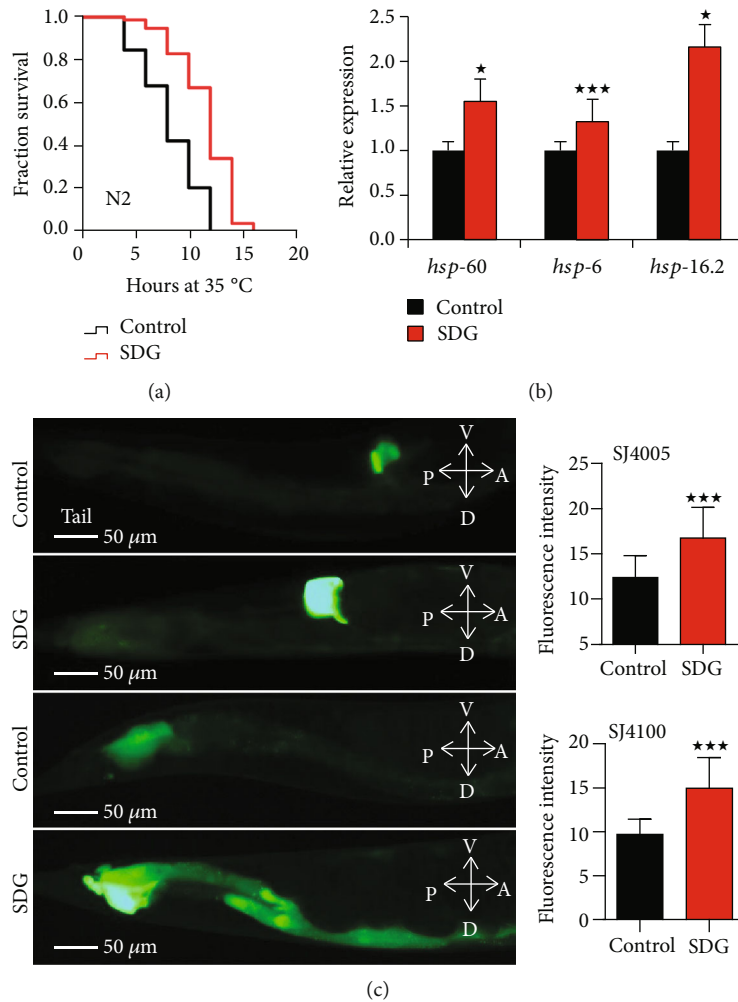 Fraction survival
1.0
0.8
0.6
0.4
0.2
0.0
N2
0 5 10 15 20
Hours at 35 °C
Control
SDG
(a)
Relative expression
2.5
2.0
1.5
1.0
0.5
0.0
★ ★★★ ★
hsp-60 hsp-6 hsp-16.2
Control
SDG
(b)
Control
Tail
50 μm
V
P A
D
SDG
50 μm
V
P A
D
Control
50 μm
V
P A
D
SDG
50 μm
V
P A
D
SJ4005
Fluorescence intensity
25
20
15
10
5
★★★
Control SDG
SJ4100
Fluorescence intensity
20
15
10
5
0
★★★
Control SDG
(c)